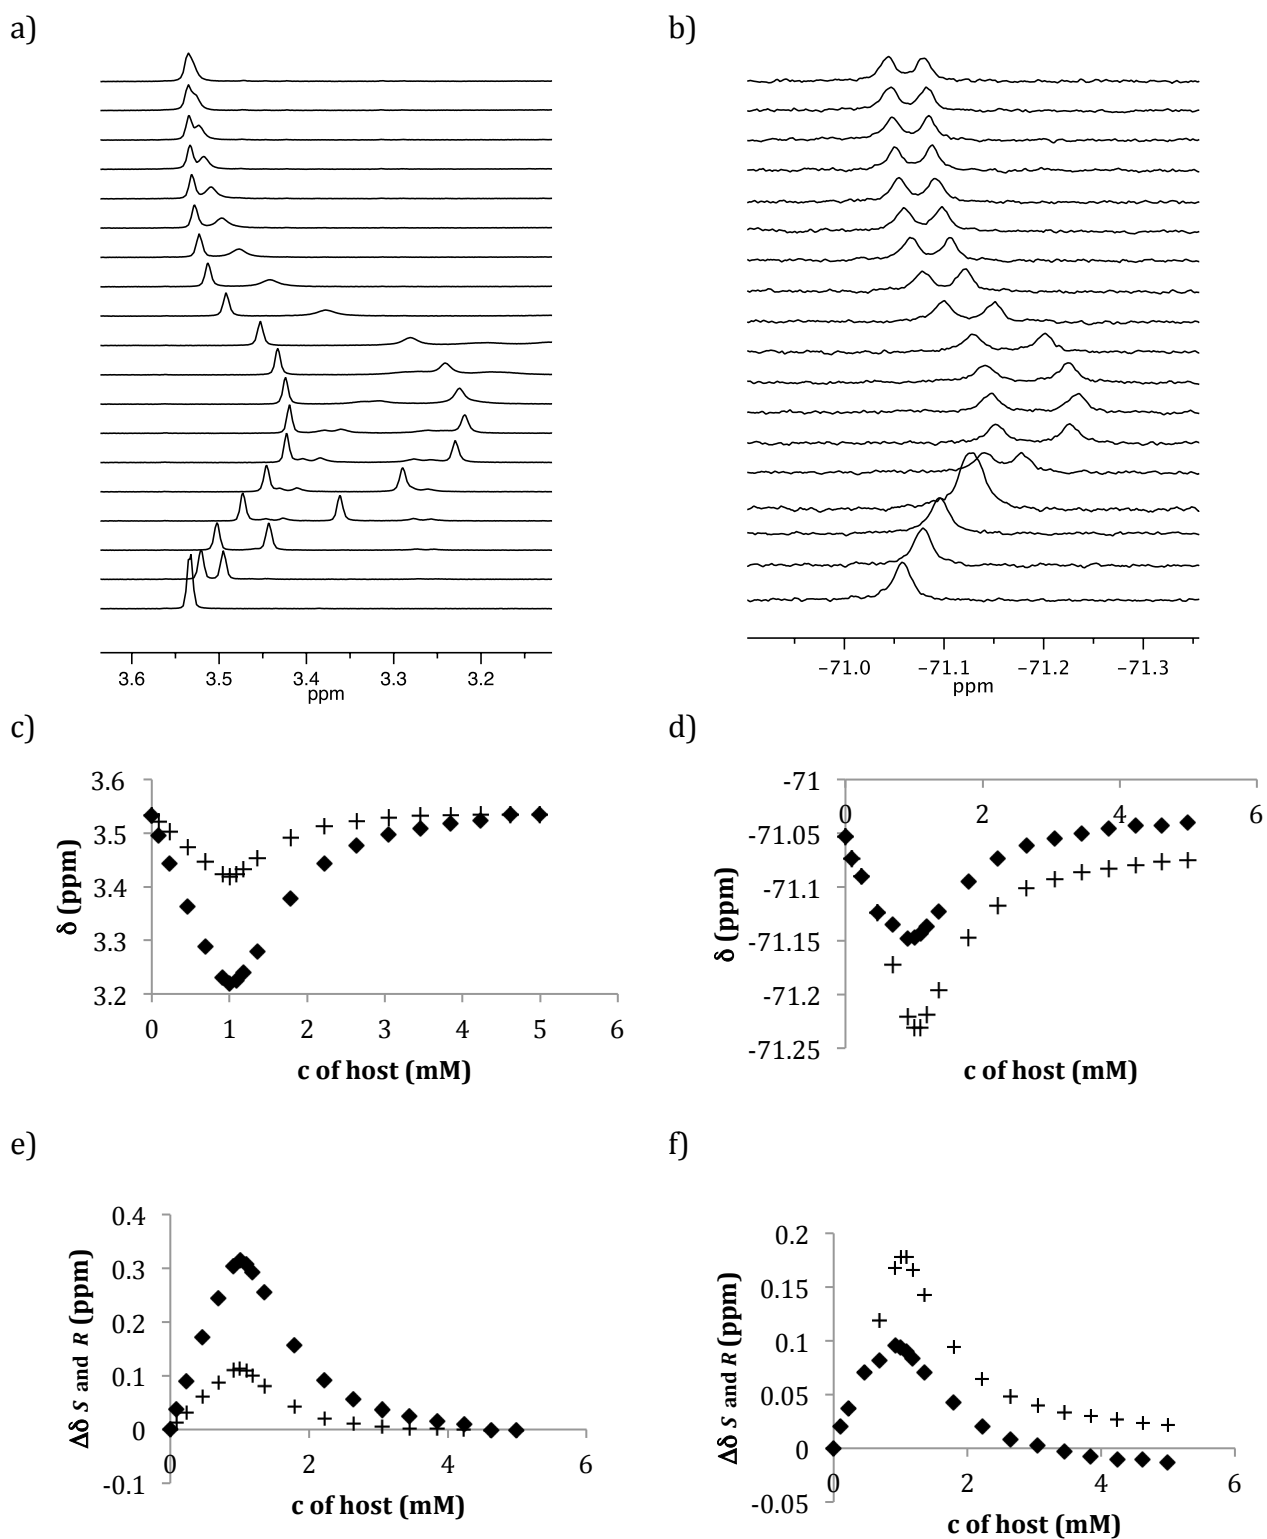 a)
b)
3.6 3.5 3.4 3.3 3.2
ppm
−71.0 −71.1 −71.2 −71.3
ppm
c)
d)
3.6
3.5
3.4
3.3
3.2
δ (ppm)
0 1 2 3 4 5 6
c of host (mM)
-71
-71.05
-71.1
-71.15
-71.2
-71.25
δ (ppm)
0 2 4 6
c of host (mM)
e)
f)
0.4
0.3
0.2
0.1
0
-0.1
Δδ S and R (ppm)
0 2 4 6
c of host (mM)
0.2
0.15
0.1
0.05
0
-0.05
Δδ S and R (ppm)
0 2 4 6
c of host (mM)